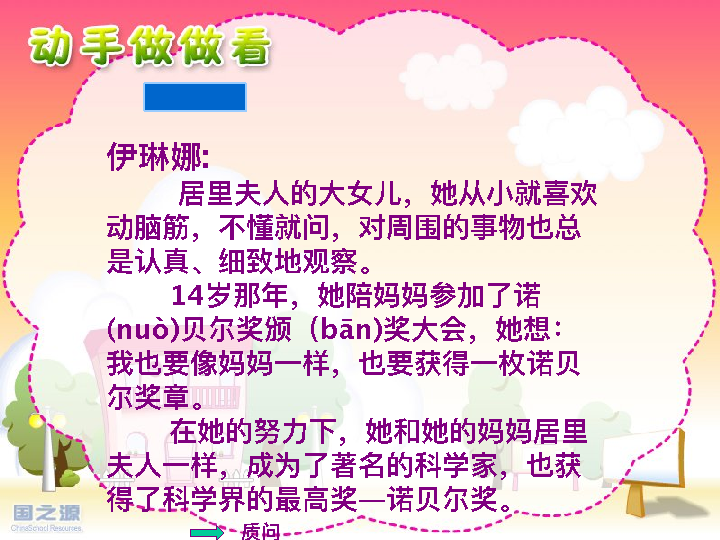 动手做做看
伊琳娜:
居里夫人的大女儿，她从小就喜欢
动脑筋，不懂就问，对周围的事物也总
是认真、细致地观察。
14岁那年，她陪妈妈参加了诺
(nuò)贝尔奖颁（bān)奖大会，她想：
我也要像妈妈一样，也要获得一枚诺贝
尔奖章。
在她的努力下，她和她的妈妈居里
夫人一样，成为了著名的科学家，也获
得了科学界的最高奖—诺贝尔奖。
国之源
ChinaSchool Resources
质问